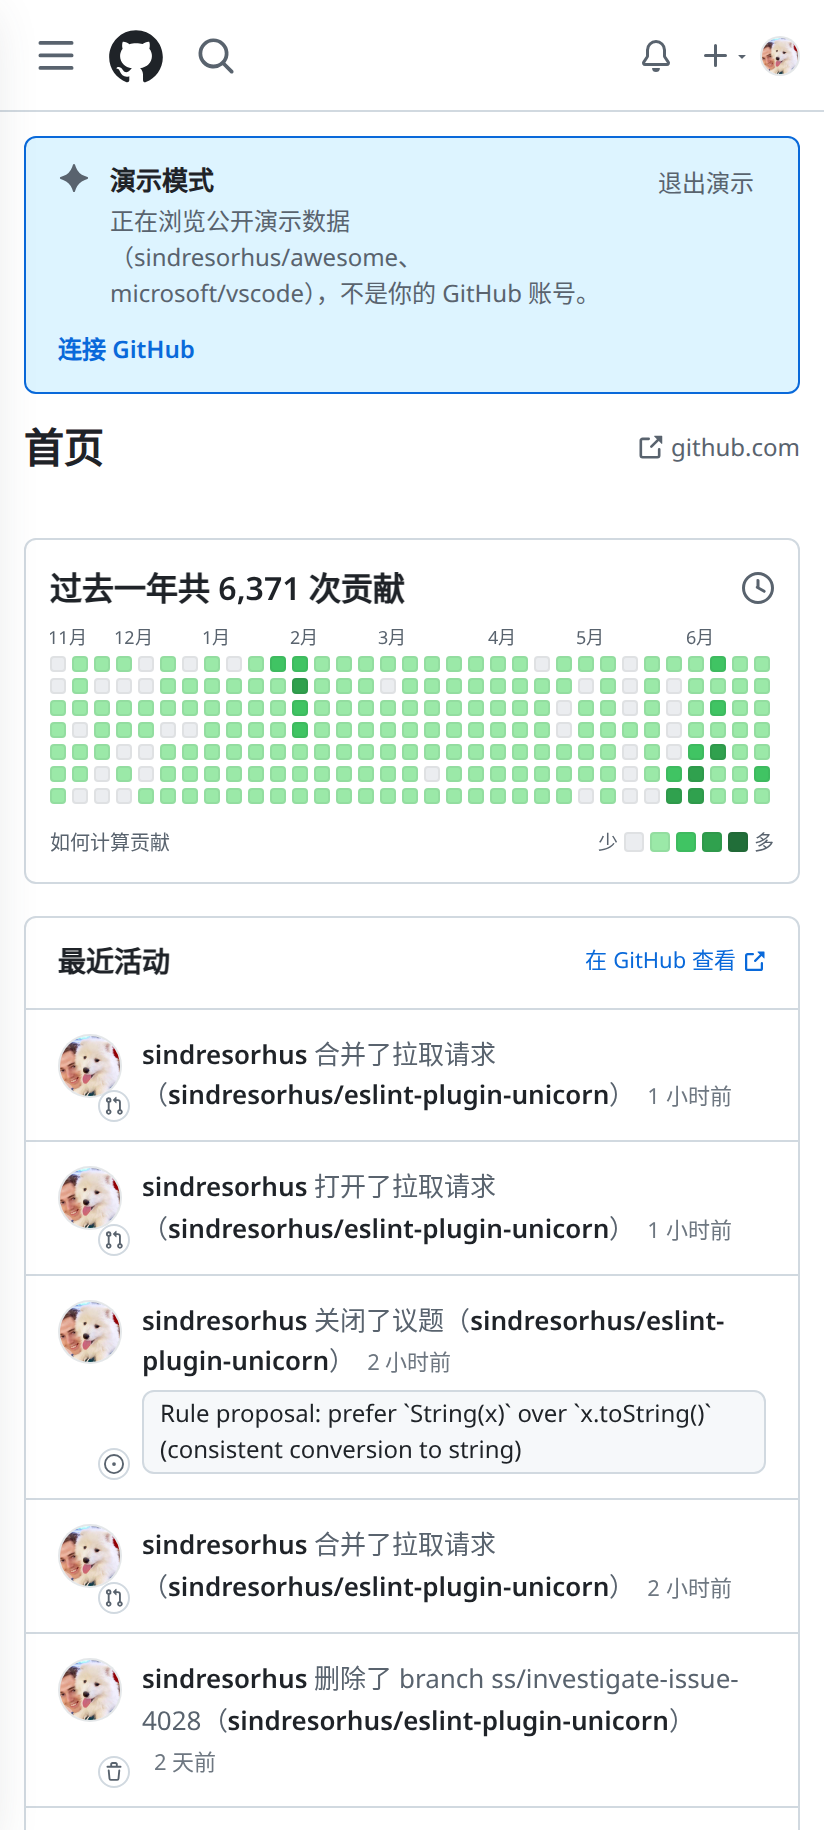 演示模式
退出演示
正在浏览公开演示数据
（sindresorhus/awesome、
microsoft/vscode），不是你的 GitHub 账号。
连接 GitHub
首页
github.com
过去一年共 6,371 次贡献
11月 12月 1月 2月 3月 4月 5月 6月
如何计算贡献
少 多
最近活动
在 GitHub 查看
sindresorhus 合并了拉取请求
（sindresorhus/eslint-plugin-unicorn） 1 小时前
sindresorhus 打开了拉取请求
（sindresorhus/eslint-plugin-unicorn） 1 小时前
sindresorhus 关闭了议题（sindresorhus/eslint-
plugin-unicorn） 2 小时前
Rule proposal: prefer `String(x)` over `x.toString()`
(consistent conversion to string)
sindresorhus 合并了拉取请求
（sindresorhus/eslint-plugin-unicorn） 2 小时前
sindresorhus 删除了 branch ss/investigate-issue-
4028（sindresorhus/eslint-plugin-unicorn）
2 天前